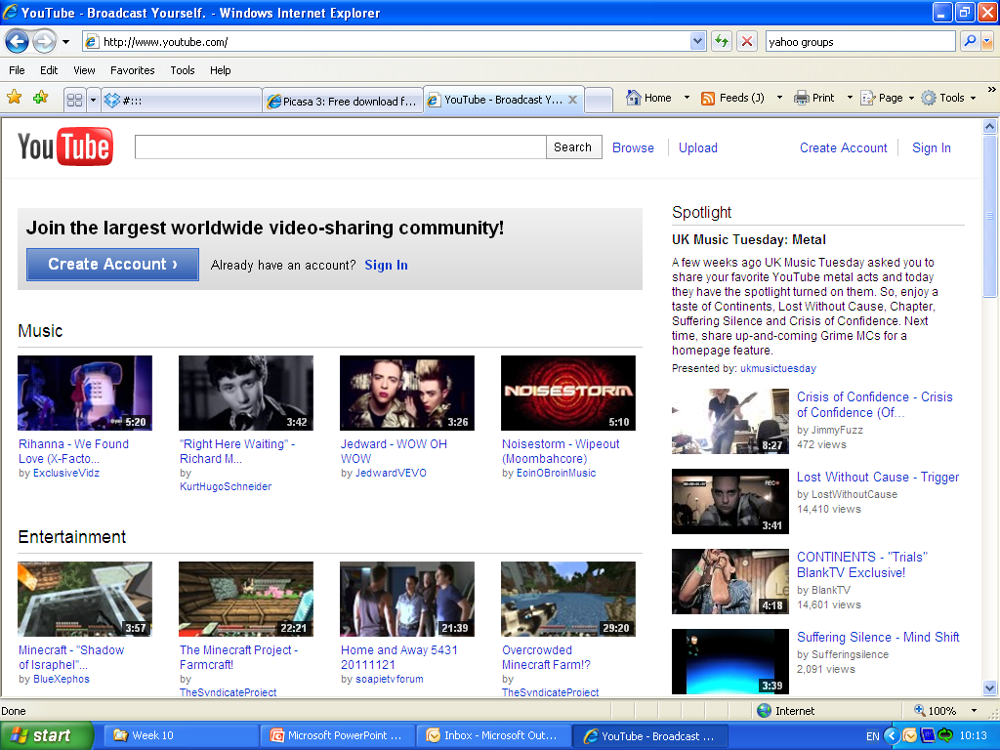 YouTube - Broadcast Yourself. - Windows Internet Explorer
http://www.youtube.com/
yahoo groups
File Edit View Favorites Tools Help
#:::
Picasa 3: Free download f...
YouTube - Broadcast Y...
Home
Feeds (J)
Print
Page
Tools
»
YouTube
Search
Browse
Upload
Create Account
Sign In
Join the largest worldwide video-sharing community!
Create Account ›
Already have an account? Sign In
Music
5:20
3:42
3:26
NOISESTORM
5:10
Rihanna - We Found
Love (X-Facto...
by ExclusiveVidz
"Right Here Waiting" -
Richard M...
by
KurtHugoSchneider
Jedward - WOW OH
WOW
by JedwardVEVO
Noisestorm - Wipeout
(Moombahcore)
by EoinOBroinMusic
Entertainment
3:57
22:21
21:39
29:20
Minecraft - "Shadow
of Israphel"...
by BlueXephos
The Minecraft Project -
Farmcraft!
by
TheSyndicateProject
Home and Away 5431
20111121
by soapietvforum
Overcrowded
Minecraft Farm!?
by
TheSyndicateProject
Spotlight
UK Music Tuesday: Metal
A few weeks ago UK Music Tuesday asked you to
share your favorite YouTube metal acts and today
they have the spotlight turned on them. So, enjoy a
taste of Continents, Lost Without Cause, Chapter,
Suffering Silence and Crisis of Confidence. Next
time, share up-and-coming Grime MCs for a
homepage feature.
Presented by: ukmusictuesday
8:27
Crisis of Confidence - Crisis
of Confidence (Of...
by JimmyFuzz
472 views
REC
3:41
Lost Without Cause - Trigger
by LostWithoutCause
14,410 views
4:18
CONTINENTS - "Trials"
BlankTV Exclusive!
by BlankTV
14,601 views
3:39
Suffering Silence - Mind Shift
by Sufferingsilence
2,091 views
Done
Internet
100%
start
Week 10
Microsoft PowerPoint ...
Inbox - Microsoft Out...
YouTube - Broadcast ...
EN
10:13